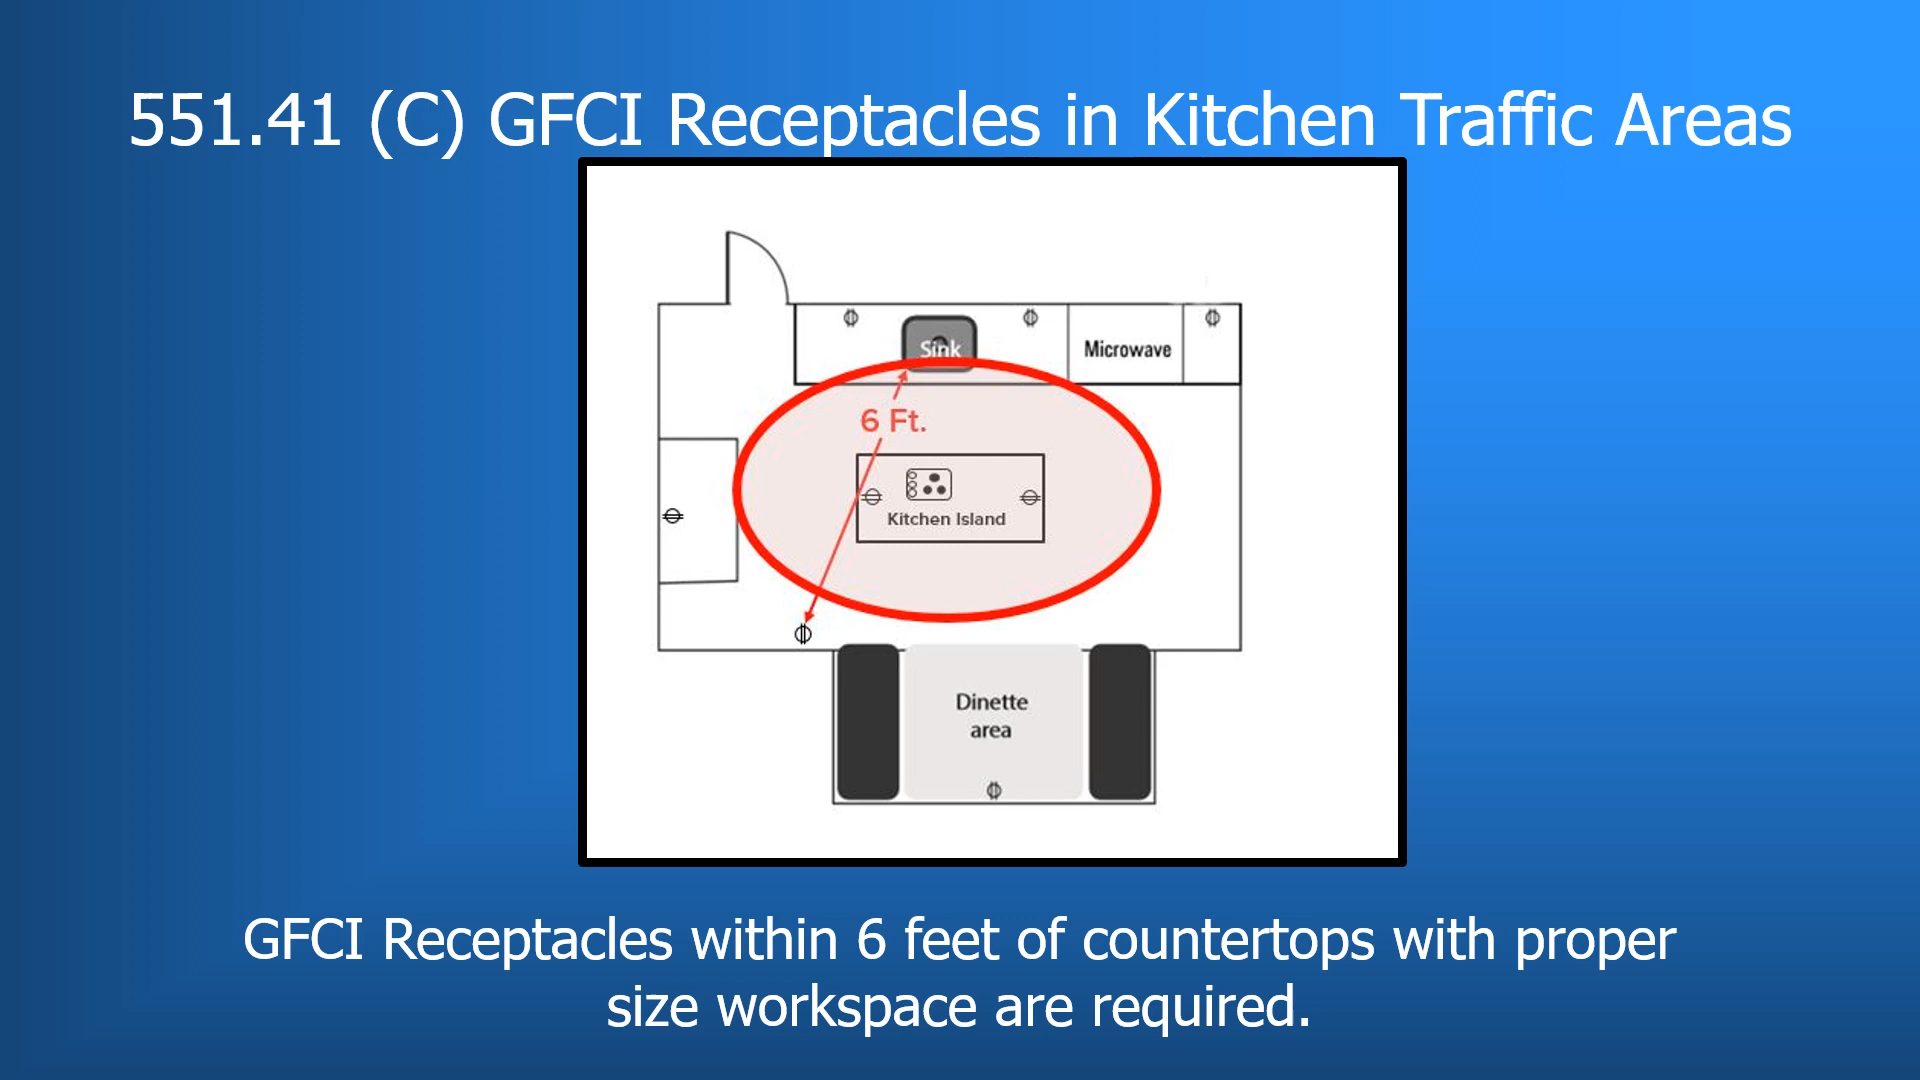 551.41 (C) GFCI Receptacles in Kitchen Traffic Areas
Sink
Microwave
6 Ft.
Kitchen Island
Dinette
area
GFCI Receptacles within 6 feet of countertops with proper
size workspace are required.